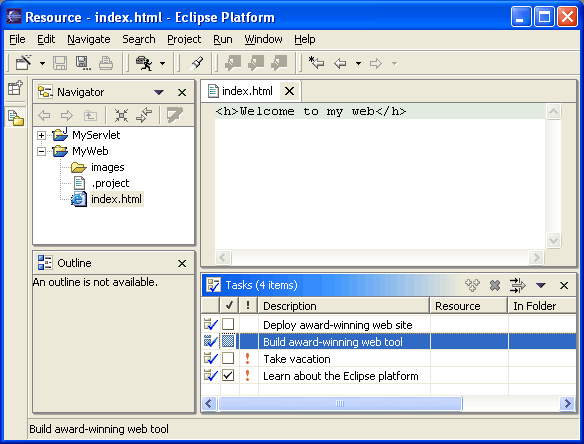 Resource - index.html - Eclipse Platform
File Edit Navigate Search Project Run Window Help
Navigator
MyServlet
MyWeb
images
.project
index.html
index.html
<h>Welcome to my web</h>
Outline
An outline is not available.
Tasks (4 items)
! Description Resource In Folder
Deploy award-winning web site
Build award-winning web tool
! Take vacation
! Learn about the Eclipse platform
Build award-winning web tool